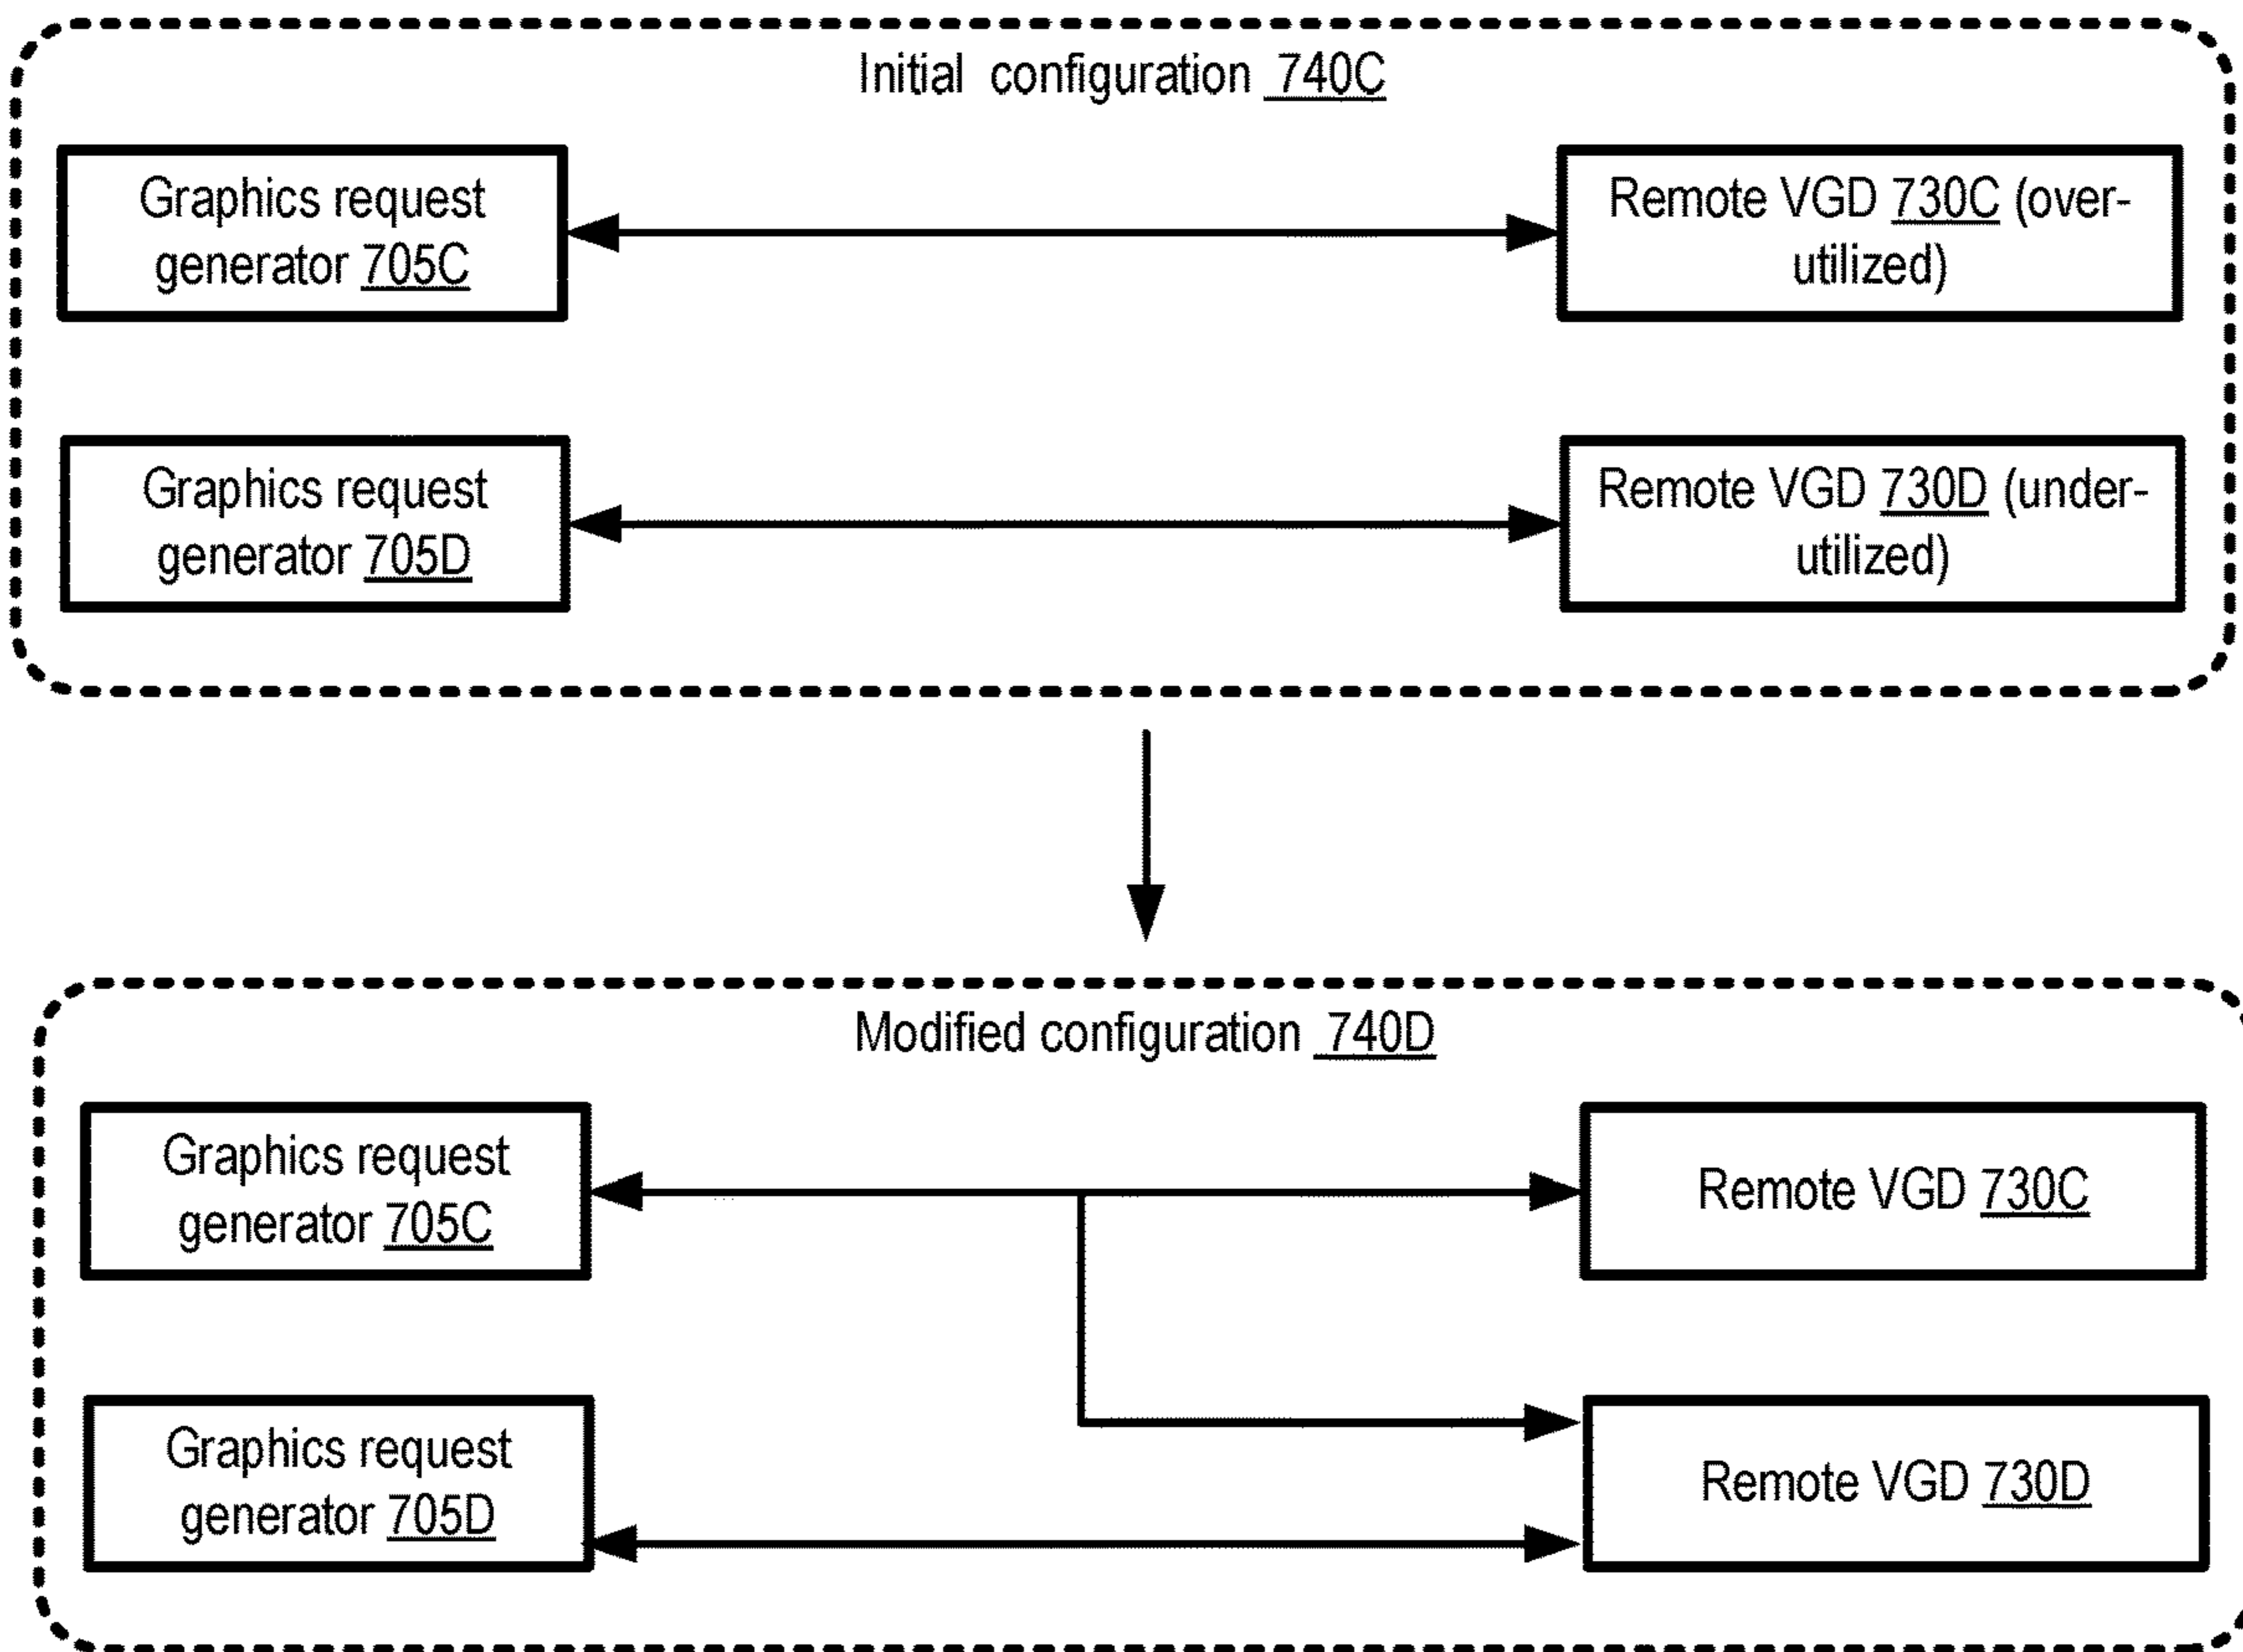 Initial configuration 740C
Graphics request
generator 705C
Remote VGD 730C (over-
utilized)
Graphics request
generator 705D
Remote VGD 730D (under-
utilized)
Modified configuration 740D
Graphics request
generator 705C
Remote VGD 730C
Graphics request
generator 705D
Remote VGD 730D